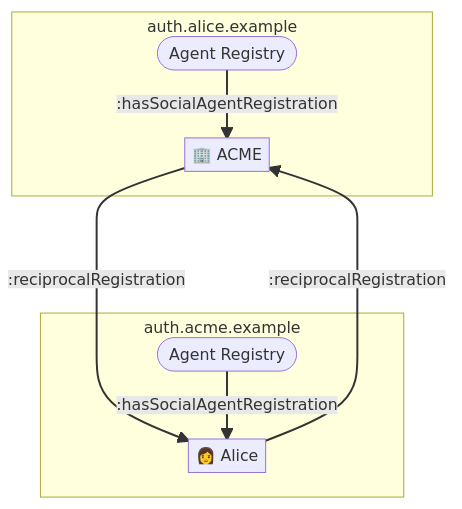 auth.alice.example
Agent Registry
:hasSocialAgentRegistration
🏢 ACME
:reciprocalRegistration
:reciprocalRegistration
auth.acme.example
Agent Registry
:hasSocialAgentRegistration
👩 Alice